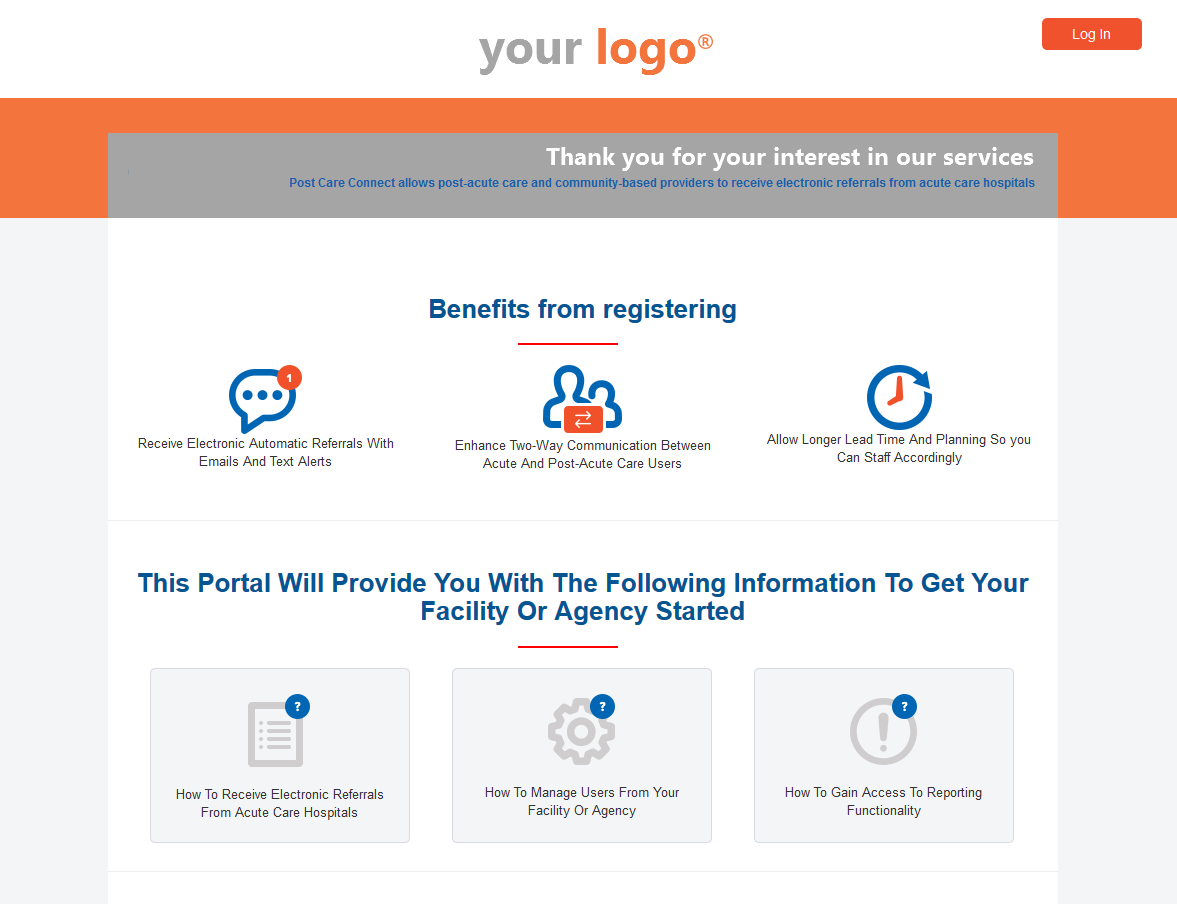 your logo®
Log In
Thank you for your interest in our services
Post Care Connect allows post-acute care and community-based providers to receive electronic referrals from acute care hospitals
Benefits from registering
1
Receive Electronic Automatic Referrals With
Emails And Text Alerts
Enhance Two-Way Communication Between
Acute And Post-Acute Care Users
Allow Longer Lead Time And Planning So you
Can Staff Accordingly
This Portal Will Provide You With The Following Information To Get Your
Facility Or Agency Started
?
How To Receive Electronic Referrals
From Acute Care Hospitals
?
How To Manage Users From Your
Facility Or Agency
?
How To Gain Access To Reporting
Functionality